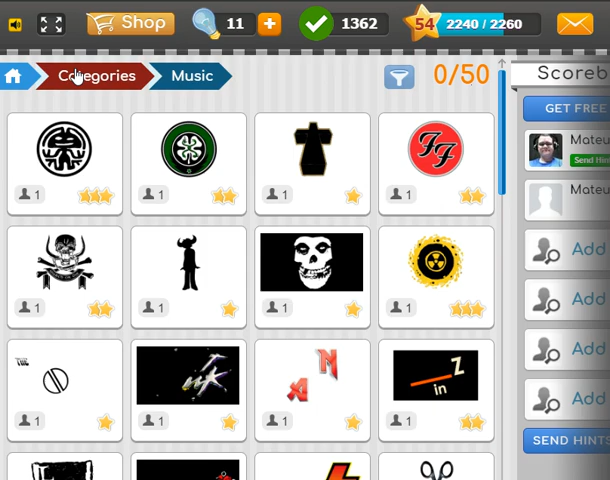 Shop 11 + 1362 54 2240 / 2260
Categories Music 0/50 Scoreb
GET FREE
Mateu
Send Hin
Mateu
1 1 1 FF 1
Add
1 1 1 1
Add
Add
Z
in
1 1 1 1
Add
SEND HINTS